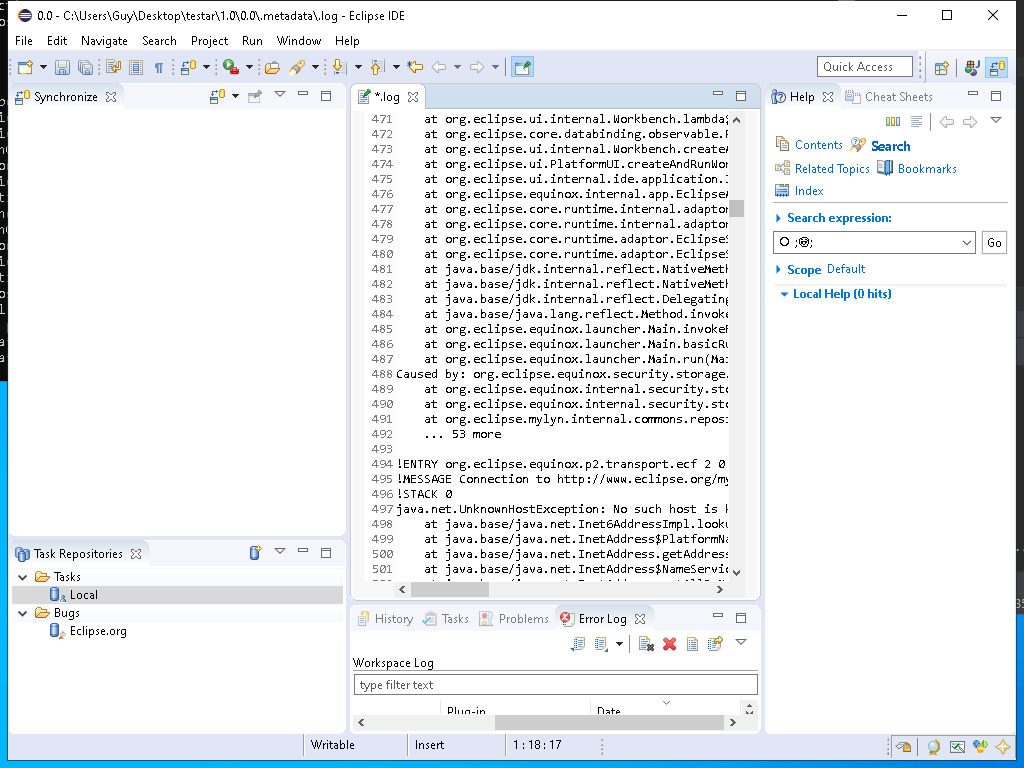 0.0 - C:\Users\Guy\Desktop\testar\1.0\0.0\.metadata\.log - Eclipse IDE
File Edit Navigate Search Project Run Window Help
Quick Access
Synchronize
*.log
471 at org.eclipse.ui.internal.Workbench.lambda$
472 at org.eclipse.core.databinding.observable.R
473 at org.eclipse.ui.internal.Workbench.createA
474 at org.eclipse.ui.PlatformUI.createAndRunWor
475 at org.eclipse.ui.internal.ide.application.I
476 at org.eclipse.equinox.internal.app.EclipseA
477 at org.eclipse.core.runtime.internal.adaptor
478 at org.eclipse.core.runtime.internal.adaptor
479 at org.eclipse.core.runtime.adaptor.EclipseS
480 at org.eclipse.core.runtime.adaptor.EclipseS
481 at java.base/jdk.internal.reflect.NativeMeth
482 at java.base/jdk.internal.reflect.NativeMeth
483 at java.base/jdk.internal.reflect.Delegating
484 at java.base/java.lang.reflect.Method.invoke
485 at org.eclipse.equinox.launcher.Main.invokeF
486 at org.eclipse.equinox.launcher.Main.basicRu
487 at org.eclipse.equinox.launcher.Main.run(Mai
488 Caused by: org.eclipse.equinox.security.storage.
489 at org.eclipse.equinox.internal.security.sto
490 at org.eclipse.equinox.internal.security.sto
491 at org.eclipse.mylyn.internal.commons.reposi
492 ... 53 more
493
494 !ENTRY org.eclipse.equinox.p2.transport.ecf 2 0
495 !MESSAGE Connection to http://www.eclipse.org/my
496 !STACK 0
497 java.net.UnknownHostException: No such host is k
498 at java.base/java.net.Inet6AddressImpl.looku
499 at java.base/java.net.InetAddress$PlatformNa
500 at java.base/java.net.InetAddress.getAddress
501 at java.base/java.net.InetAddress$NameServic
Help
Cheat Sheets
Contents
Search
Related Topics
Bookmarks
Index
Search expression:
;@;
Go
Scope Default
Local Help (0 hits)
Task Repositories
Tasks
Local
Bugs
Eclipse.org
History
Tasks
Problems
Error Log
Workspace Log
type filter text
Plug-in
Date
Writable
Insert
1 : 18 : 17